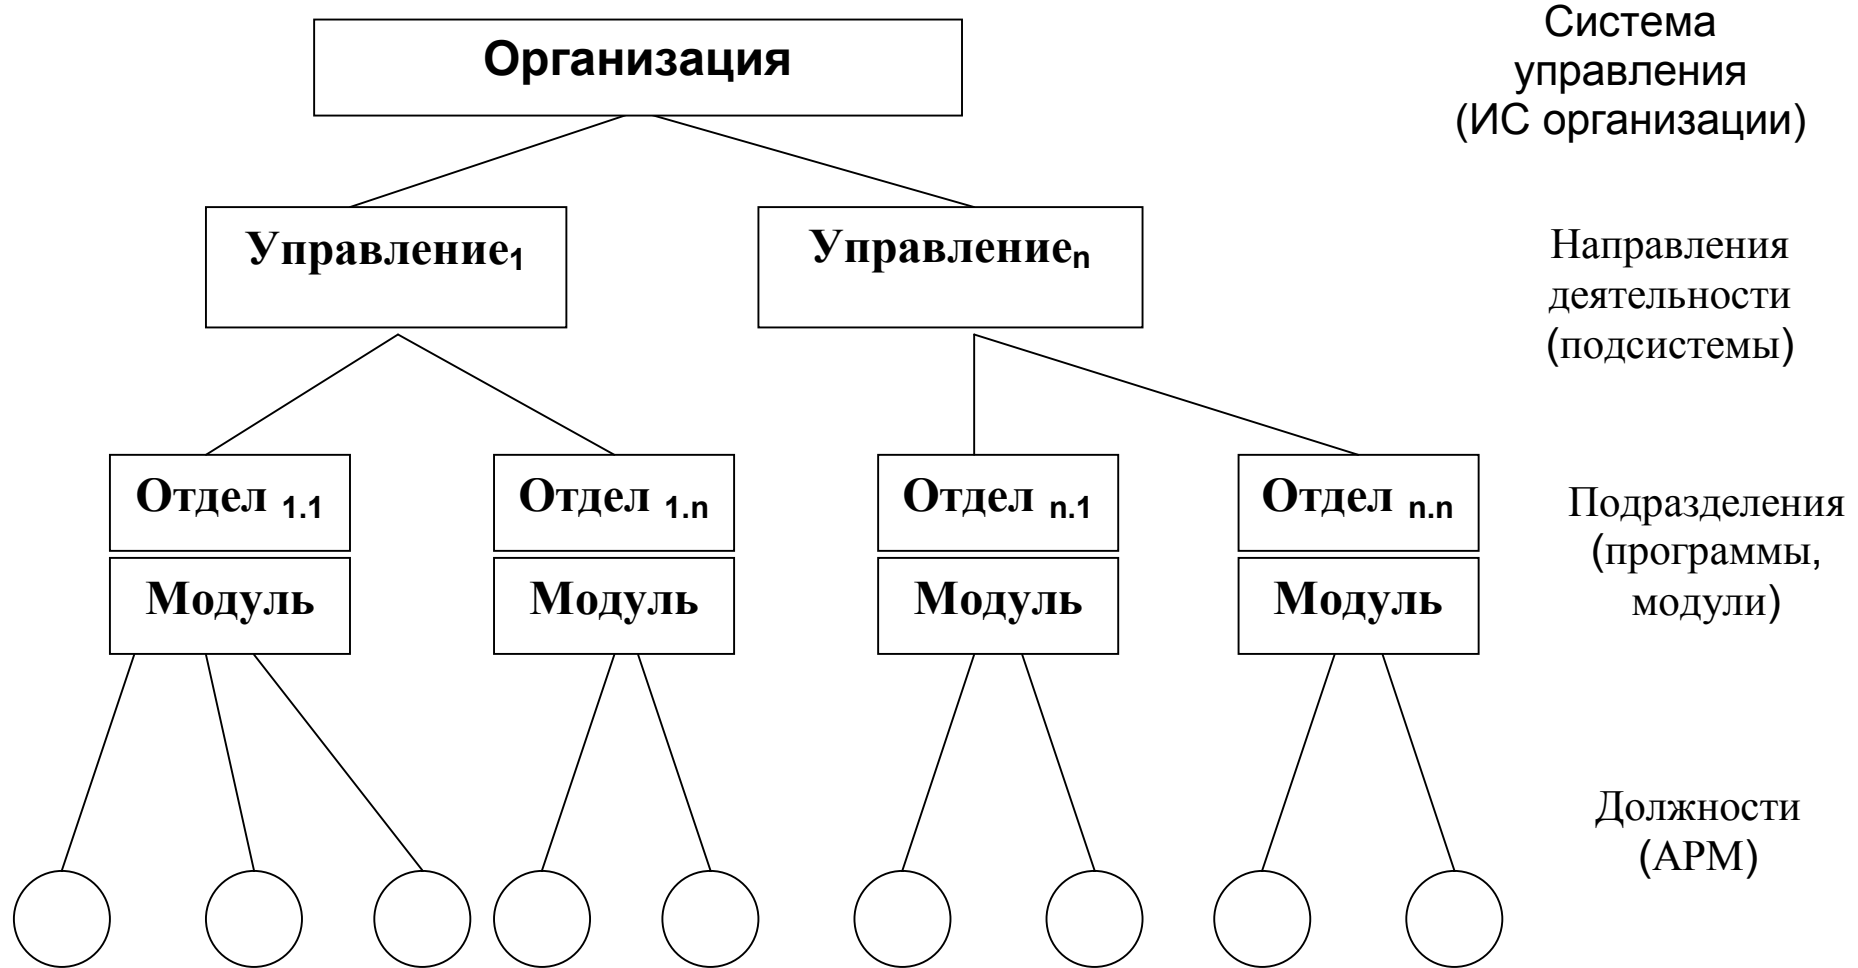 Организация
Система
управления
(ИС организации)
Управление1
Управлениеn
Направления
деятельности
(подсистемы)
Отдел 1.1
Отдел 1.n
Отдел n.1
Отдел n.n
Модуль
Модуль
Модуль
Модуль
Подразделения
(программы,
модули)
Должности
(АРМ)